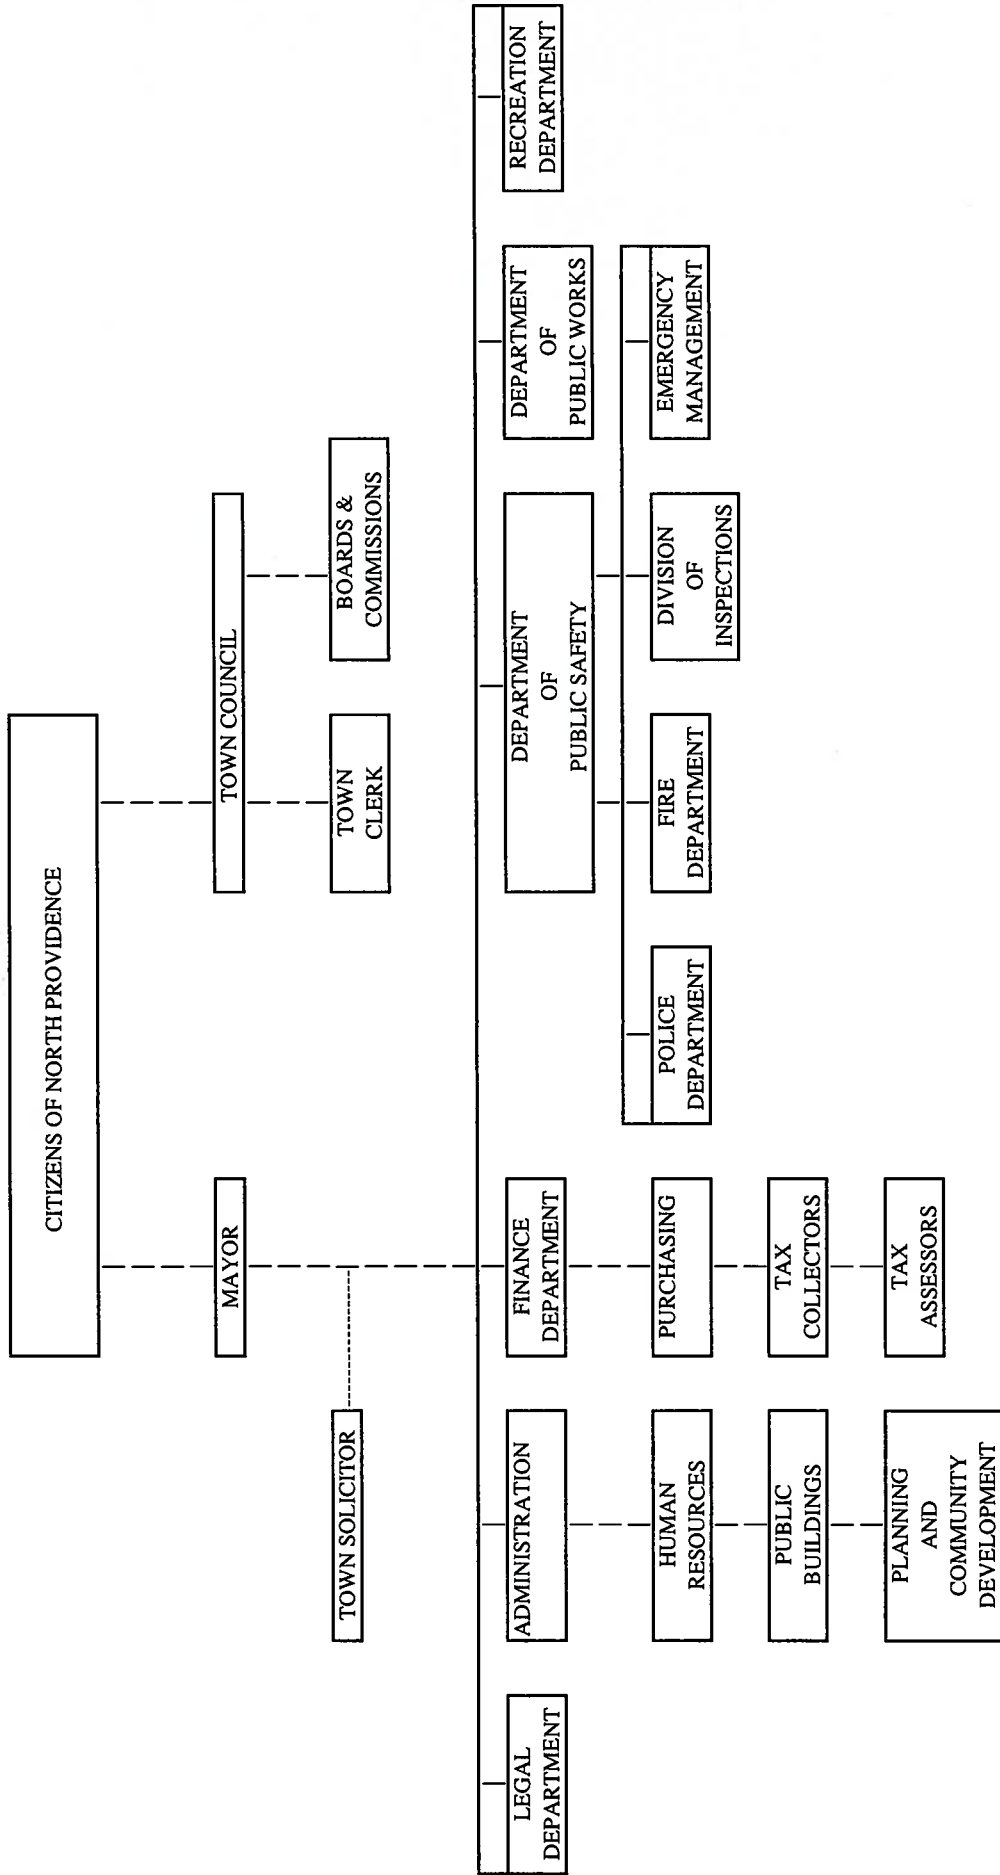 CITIZENS OF NORTH PROVIDENCE
MAYOR
TOWN COUNCIL
TOWN SOLICITOR
TOWN
CLERK
BOARDS &
COMMISSIONS
LEGAL
DEPARTMENT
ADMINISTRATION
FINANCE
DEPARTMENT
DEPARTMENT
OF
PUBLIC SAFETY
DEPARTMENT
OF
PUBLIC WORKS
RECREATION
DEPARTMENT
HUMAN
RESOURCES
PURCHASING
POLICE
DEPARTMENT
FIRE
DEPARTMENT
DIVISION
OF
INSPECTIONS
EMERGENCY
MANAGEMENT
PUBLIC
BUILDINGS
TAX
COLLECTORS
PLANNING
AND
COMMUNITY
DEVELOPMENT
TAX
ASSESSORS